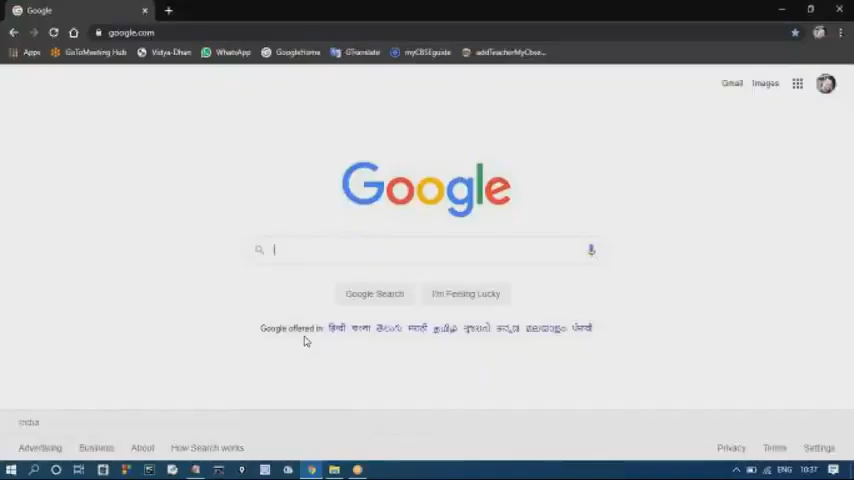 Google
google.com
Apps GoToMeeting Hub Vidya-Dhan WhatsApp GoogleHome GTranslate myCBSEguide addTeacherMyCbse...
Gmail Images
Google
Google Search I'm Feeling Lucky
Google offered in हिन्दी বাংলা తెలుగు मराठी தமிழ் ગુજરાતી ಕನ್ನಡ മലയാളം ਪੰਜਾਬੀ
India
Advertising Business About How Search works Privacy Terms Settings
ENG 10:37